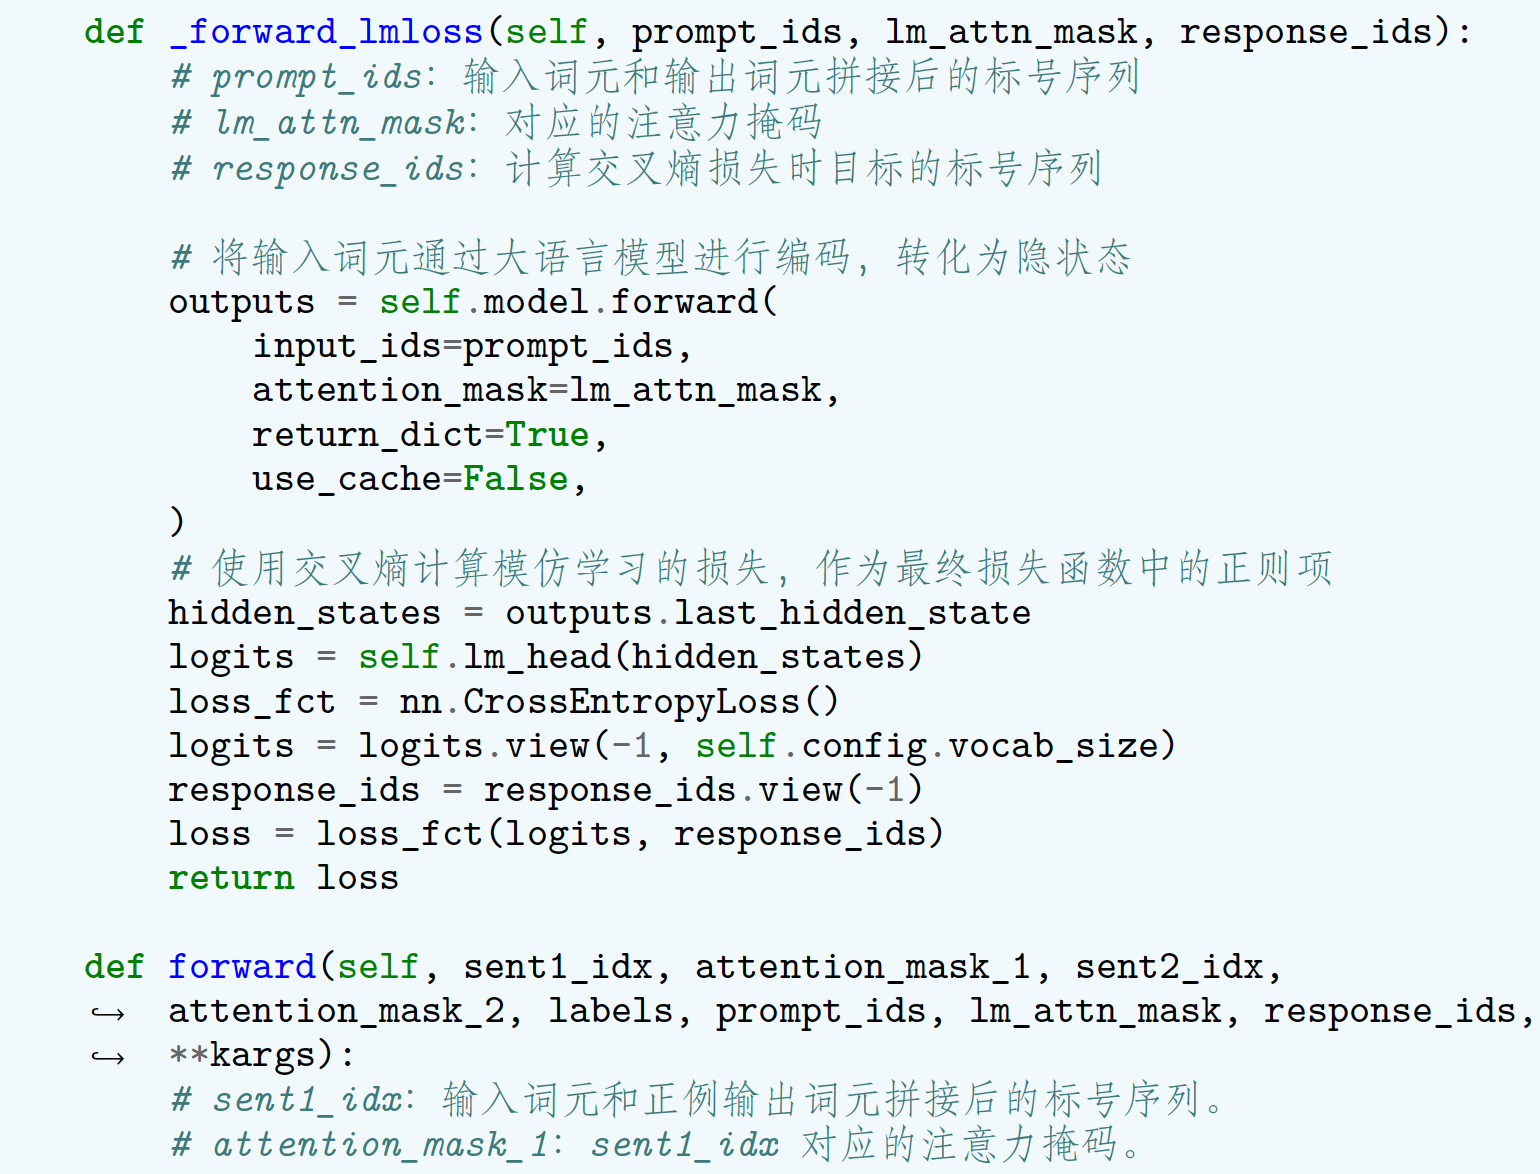 def _forward_lmloss(self, prompt_ids, lm_attn_mask, response_ids):
# prompt_ids: 输入词元和输出词元拼接后的标号序列
# lm_attn_mask: 对应的注意力掩码
# response_ids: 计算交叉熵损失时目标的标号序列
# 将输入词元通过大语言模型进行编码，转化为隐状态
outputs = self.model.forward(
input_ids=prompt_ids,
attention_mask=lm_attn_mask,
return_dict=True,
use_cache=False,
)
# 使用交叉熵计算模仿学习的损失，作为最终损失函数中的正则项
hidden_states = outputs.last_hidden_state
logits = self.lm_head(hidden_states)
loss_fct = nn.CrossEntropyLoss()
logits = logits.view(-1, self.config.vocab_size)
response_ids = response_ids.view(-1)
loss = loss_fct(logits, response_ids)
return loss
def forward(self, sent1_idx, attention_mask_1, sent2_idx,
↪ attention_mask_2, labels, prompt_ids, lm_attn_mask, response_ids,
↪ **kargs):
# sent1_idx: 输入词元和正例输出词元拼接后的标号序列。
# attention_mask_1: sent1_idx 对应的注意力掩码。